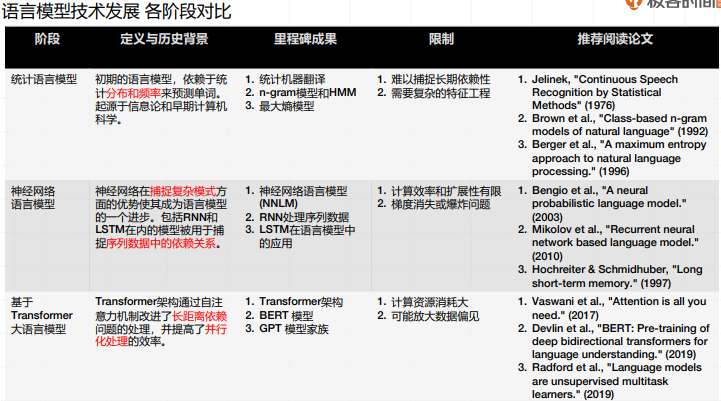 语言模型技术发展 各阶段对比
极客时间
阶段
定义与历史背景
里程碑成果
限制
推荐阅读论文
统计语言模型
初期的语言模型，依赖于统
计分布和频率来预测单词。
起源于信息论和早期计算机
科学。
1. 统计机器翻译
2. n-gram模型和HMM
3. 最大熵模型
1. 难以捕捉长期依赖性
2. 需要复杂的特征工程
1. Jelinek, "Continuous Speech
Recognition by Statistical
Methods" (1976)
2. Brown et al., "Class-based n-gram
models of natural language" (1992)
3. Berger et al., "A maximum entropy
approach to natural language
processing." (1996)
神经网络
语言模型
神经网络在捕捉复杂模式方
面的优势使其成为语言模型
的一个进步。包括RNN和
LSTM在内的模型被用于捕
捉序列数据中的依赖关系。
1. 神经网络语言模型
(NNLM)
2. RNN处理序列数据
3. LSTM在语言模型中
的应用
1. 计算效率和扩展性有限
2. 梯度消失或爆炸问题
1. Bengio et al., "A neural
probabilistic language model."
(2003)
2. Mikolov et al., "Recurrent neural
network based language model."
(2010)
3. Hochreiter & Schmidhuber, "Long
short-term memory." (1997)
基于
Transformer
大语言模型
Transformer架构通过自注
意力机制改进了长距离依赖
问题的处理，并提高了并行
化处理的效率。
1. Transformer架构
2. BERT 模型
3. GPT 模型家族
1. 计算资源消耗大
2. 可能放大数据偏见
1. Vaswani et al., "Attention is all you
need." (2017)
2. Devlin et al., "BERT: Pre-training of
deep bidirectional transformers for
language understanding." (2019)
3. Radford et al., "Language models
are unsupervised multitask
learners." (2019)